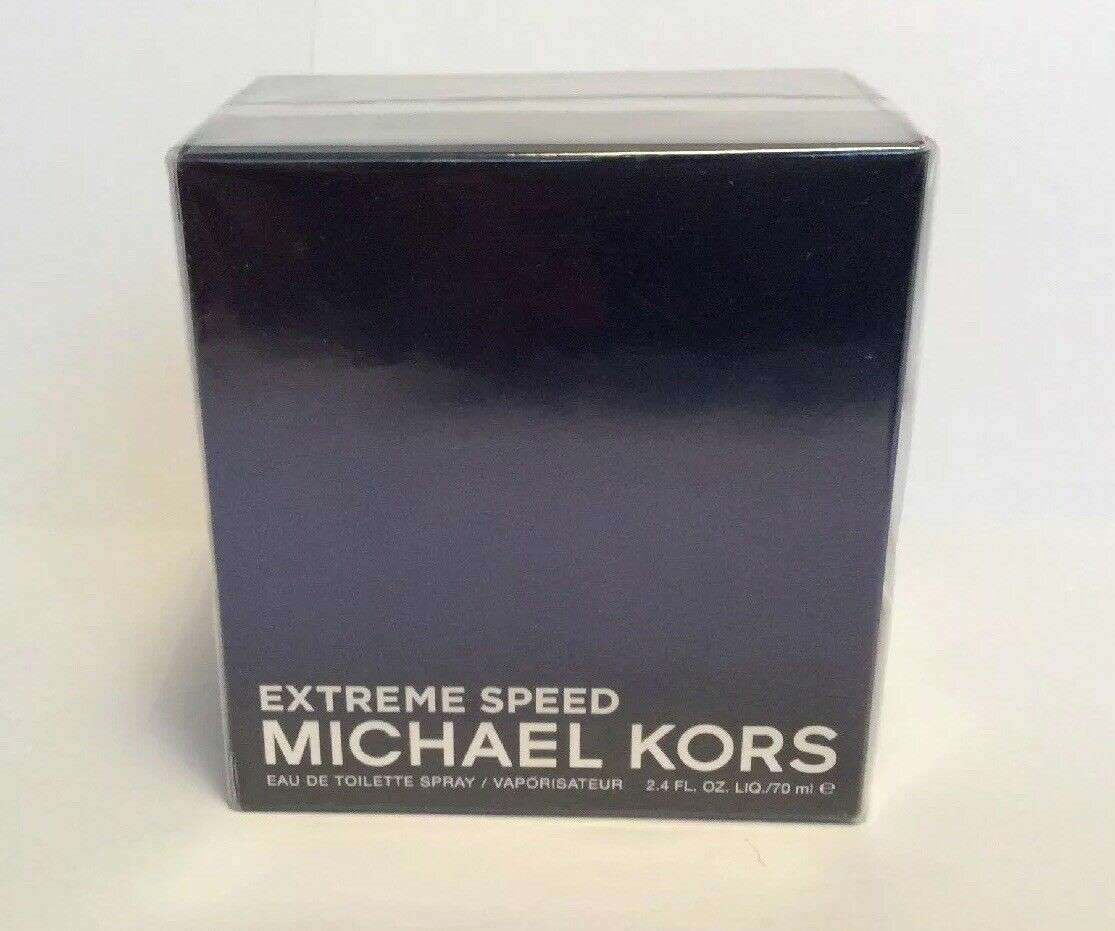 EXTREME SPEED
MICHAEL KORS
EAU DE TOILETTE SPRAY / VAPORISATEUR 2.4 FL. OZ. LIQ./70 ml ℮